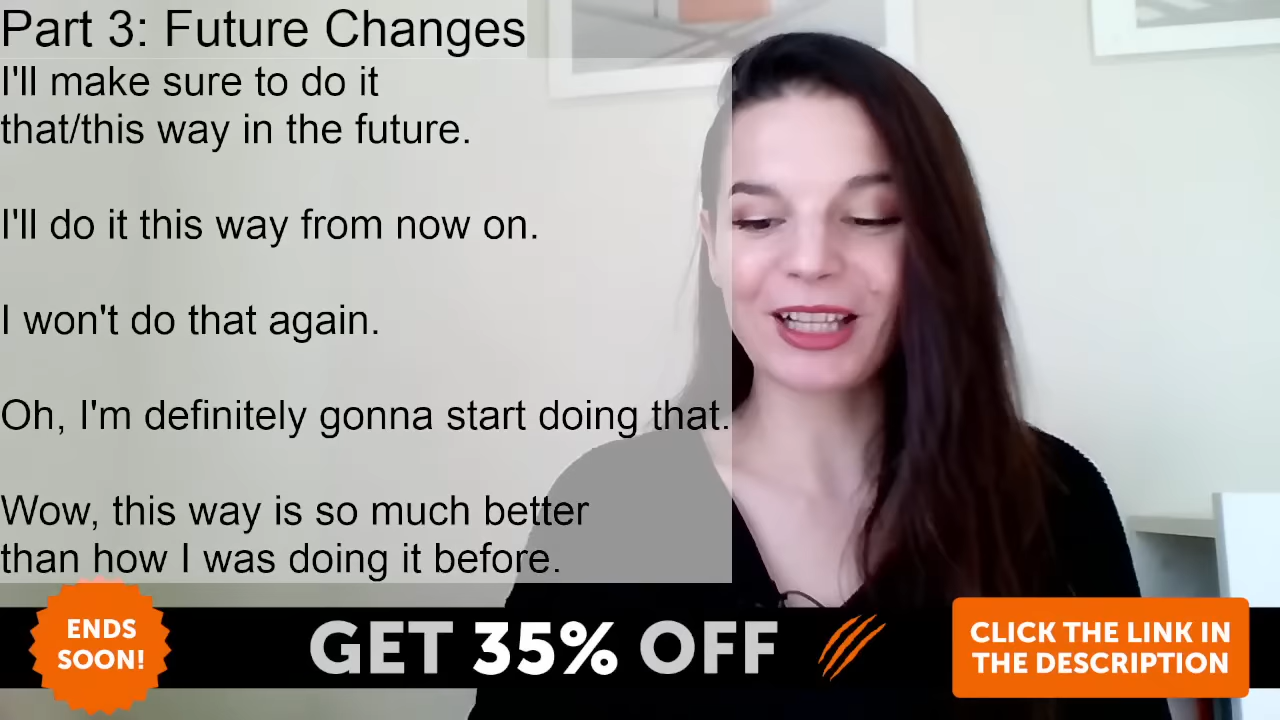 Part 3: Future Changes
I'll make sure to do it
that/this way in the future.
I'll do it this way from now on.
I won't do that again.
Oh, I'm definitely gonna start doing that.
Wow, this way is so much better
than how I was doing it before.
ENDS
SOON!
GET 35% OFF
CLICK THE LINK IN
THE DESCRIPTION